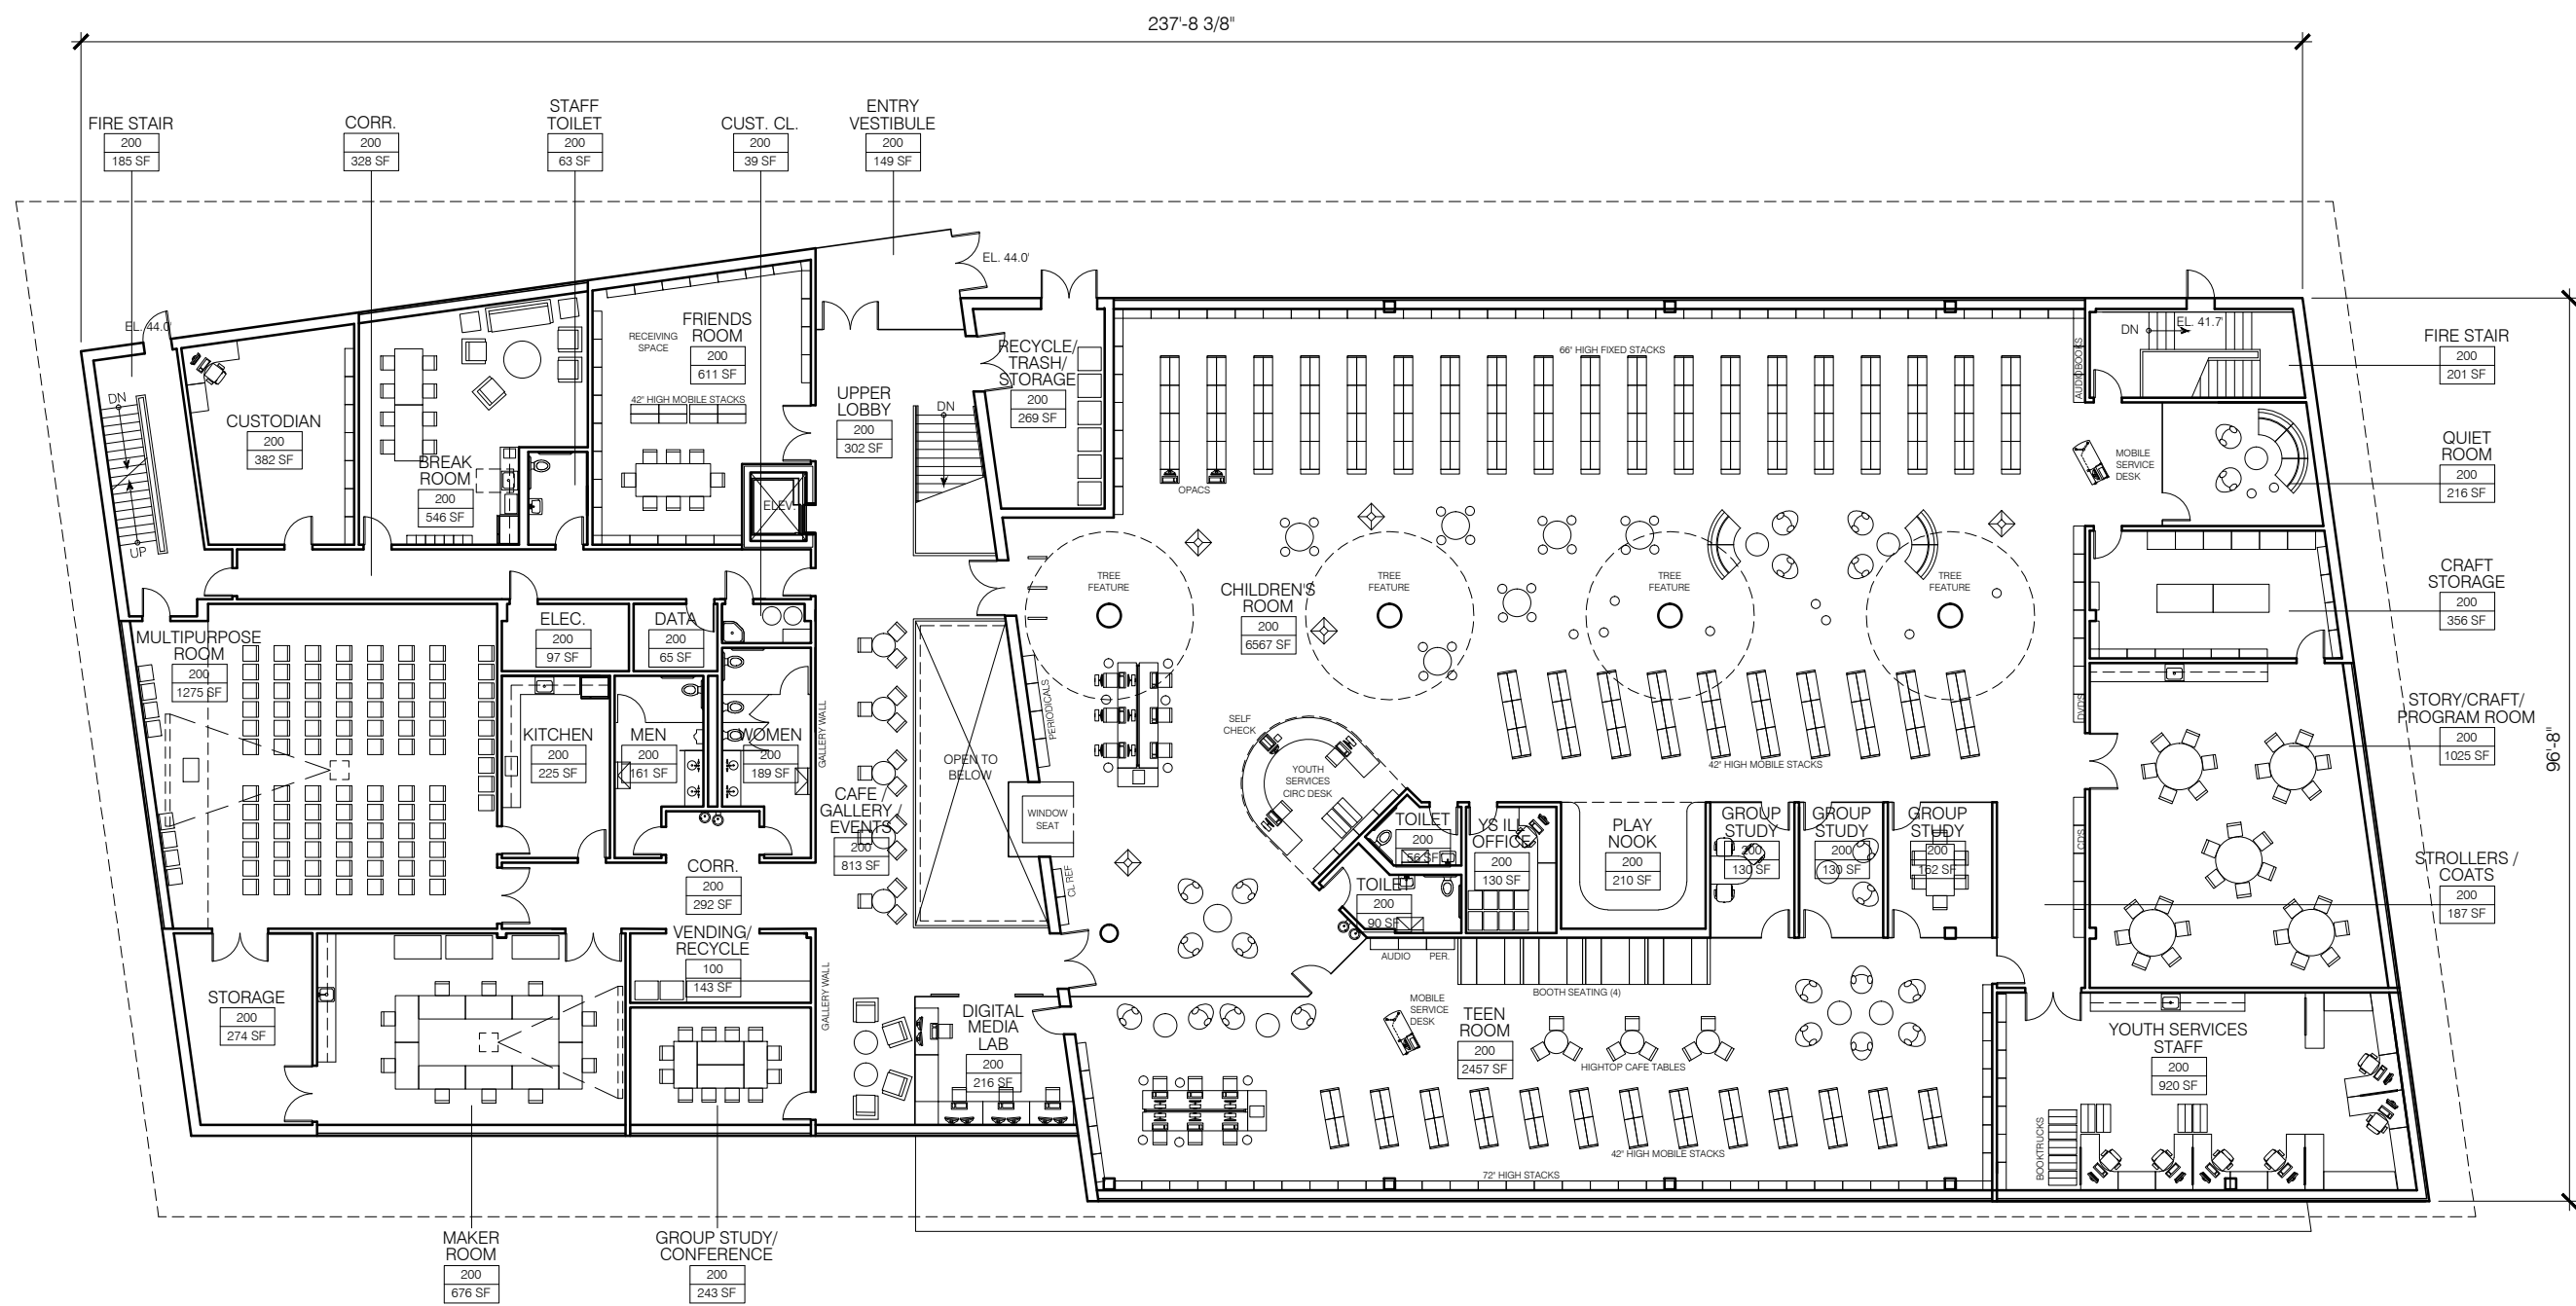 237'-8 3/8"
FIRE STAIR
200
185 SF
CORR.
200
328 SF
STAFF
TOILET
200
63 SF
CUST. CL.
200
39 SF
ENTRY
VESTIBULE
200
149 SF
EL. 44.0'
EL. 44.0'
DN
UP
CUSTODIAN
200
382 SF
BREAK
ROOM
200
546 SF
RECEIVING
SPACE
FRIENDS
ROOM
200
611 SF
42" HIGH MOBILE STACKS
ELEV.
UPPER
LOBBY
200
302 SF
DN
RECYCLE/
TRASH/
STORAGE
200
269 SF
66" HIGH FIXED STACKS
OPACS
AUDIOBOOKS
DN
EL. 41.7'
FIRE STAIR
200
201 SF
MOBILE
SERVICE
DESK
QUIET
ROOM
200
216 SF
CRAFT
STORAGE
200
356 SF
STORY/CRAFT/
PROGRAM ROOM
200
1025 SF
96'-8"
STROLLERS /
COATS
200
187 SF
TREE
FEATURE
TREE
FEATURE
TREE
FEATURE
TREE
FEATURE
CHILDREN'S
ROOM
200
6567 SF
MULTIPURPOSE
ROOM
200
1275 SF
ELEC.
200
97 SF
DATA
200
65 SF
KITCHEN
200
225 SF
MEN
200
161 SF
WOMEN
200
189 SF
GALLERY WALL
CAFE /
GALLERY /
EVENTS
200
813 SF
OPEN TO
BELOW
PERIODICALS
WINDOW
SEAT
CL REF
SELF
CHECK
YOUTH
SERVICES
CIRC DESK
42" HIGH MOBILE STACKS
DVD'S
CD'S
TOILET
200
56 SF
TOILET
200
90 SF
YS ILL
OFFICE
200
130 SF
PLAY
NOOK
200
210 SF
GROUP
STUDY
200
130 SF
GROUP
STUDY
200
130 SF
GROUP
STUDY
200
162 SF
CORR.
200
292 SF
VENDING/
RECYCLE
100
143 SF
STORAGE
200
274 SF
GALLERY WALL
DIGITAL
MEDIA
LAB
200
216 SF
AUDIO
PER.
BOOTH SEATING (4)
MOBILE
SERVICE
DESK
TEEN
ROOM
200
2457 SF
HIGHTOP CAFE TABLES
42" HIGH MOBILE STACKS
72" HIGH STACKS
YOUTH SERVICES
STAFF
200
920 SF
BOOKTRUCKS
MAKER
ROOM
200
676 SF
GROUP STUDY/
CONFERENCE
200
243 SF